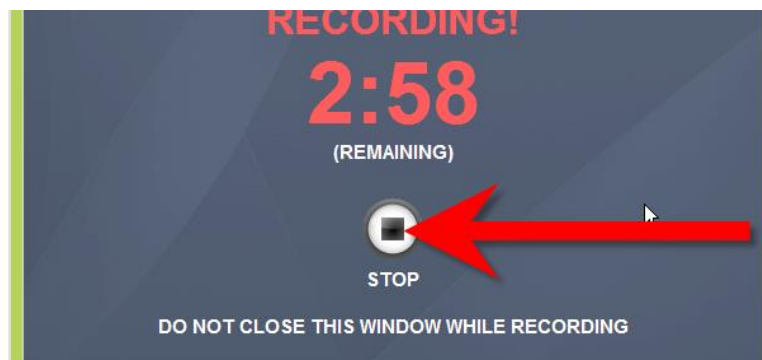 RECORDING!
2:58
(REMAINING)
STOP
DO NOT CLOSE THIS WINDOW WHILE RECORDING